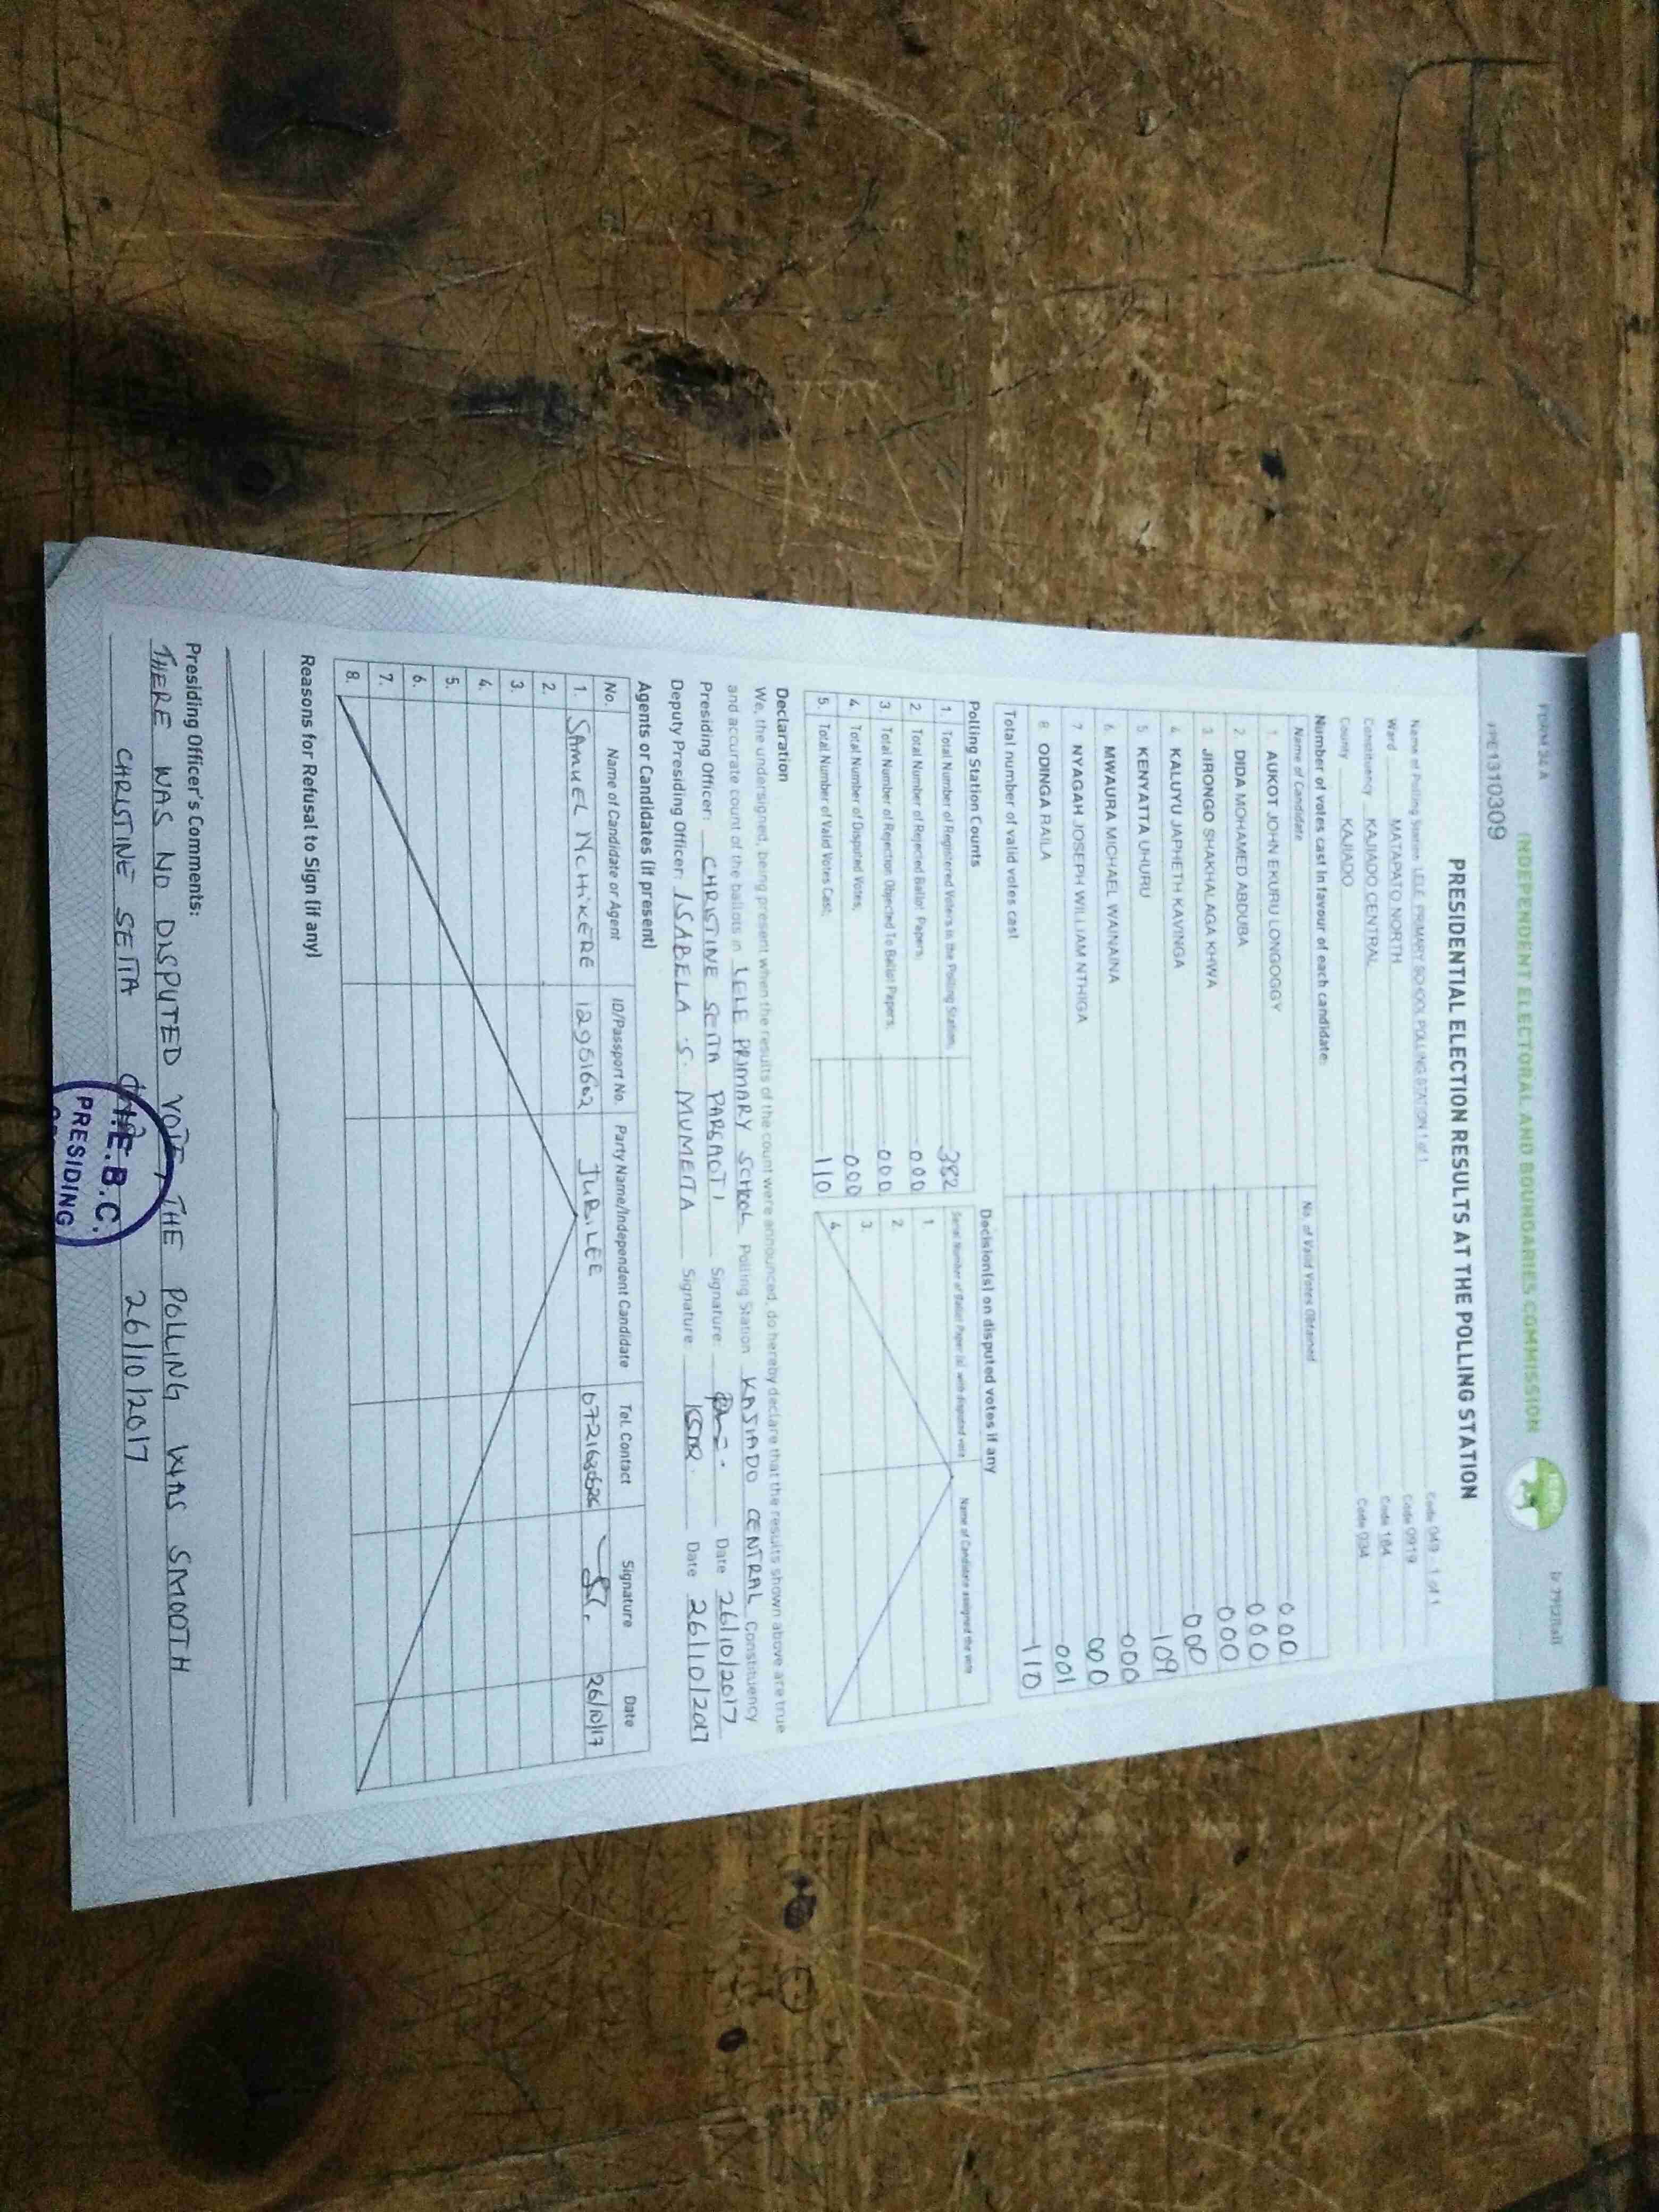 FORM 34A
INDEPENDENT ELECTORAL AND BOUNDARIES COMMISSION
PRESIDENTIAL ELECTION RESULTS AT THE POLLING STATION
Name of Polling Station LELE PRIMARY SCHOOL POLLING STATION 1 of 1 Code 049 - 1 of 1
Ward MATAPATO NORTH Code 0919
Constituency KAJIADO CENTRAL Code 184
County KAJIADO Code 034
Number of votes cast in favour of each candidate:
Name of Candidate No. of Valid Votes Obtained
1. AUKOT JOHN EKURU LONGOGGY 000
2. DIDA MOHAMED ABDUBA 000
3 JIRONGO SHAKHALAGA KHWA 000
4 KALUYU JAPHETH KAVINGA 000
5 KENYATTA UHURU 109
6 MWAURA MICHAEL WAINAINA 000
7 NYAGAH JOSEPH WILLIAM NTHIGA 000
8 ODINGA RAILA 001
Total number of valid votes cast 110
Polling Station Counts
1. Total Number of Registered Voters in the Polling Station; 382
2. Total Number of Rejected Ballot Papers; 000
3. Total Number of Rejection Objected To Ballot Papers; 000
4. Total Number of Disputed Votes; 000
5. Total Number of Valid Votes Cast; 110
Decision(s) on disputed votes if any
Serial Number of Ballot Paper (s) with disputed vote Name of Candidate assigned the vote
1
2
3.
4
Declaration
We, the undersigned, being present when the results of the count were announced, do hereby declare that the results shown above are true
and accurate count of the ballots in LELE PRIMARY SCHOOL Polling Station KAJIADO CENTRAL Constituency
Presiding Officer: CHRISTINE SEITA Signature: Date 26/10/2017
Deputy Presiding Officer: ISABELA S. MUMEITA Signature: Date 26/10/2017
Agents or Candidates (if present)
No. Name of Candidate or Agent ID/Passport No. Party Name/Independent Candidate Tel. Contact Signature Date
1. SAMUEL JUBILEE 26/10/17
2.
3.
4.
5.
6.
7.
8.
Reasons for Refusal to Sign (if any)
Presiding Officer's Comments:
THERE WAS NO DISPUTED VOTE, THE POLLING WAS SMOOTH
CHRISTINE SEITA 26/10/2017
I.E.B.C.
PRESIDING